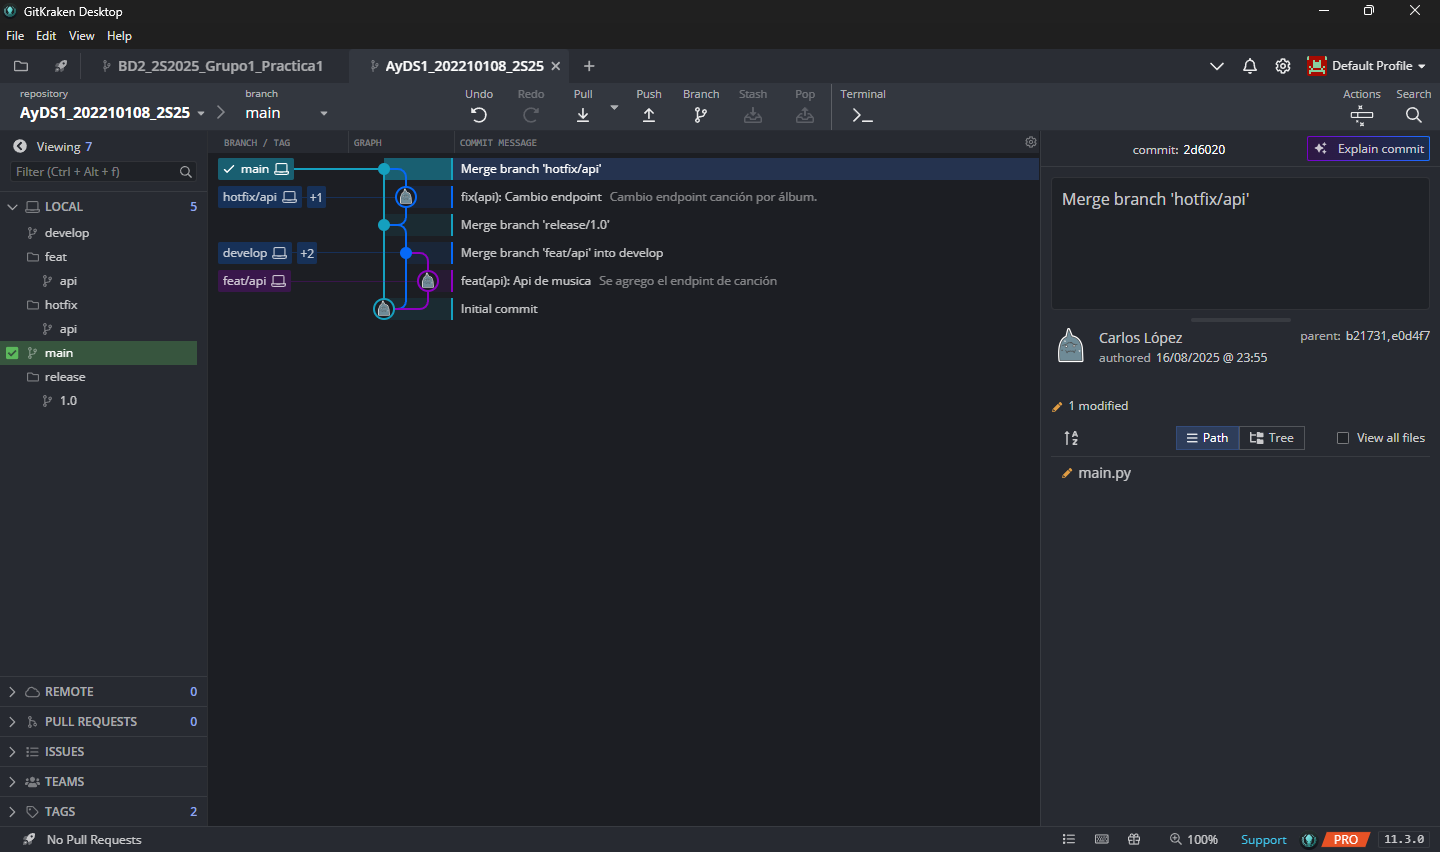 GitKraken Desktop
File Edit View Help
BD2_2S2025_Grupo1_Practica1
AyDS1_202210108_2S25
Default Profile
repository
AyDS1_202210108_2S25
branch
main
Undo Redo Pull Push Branch Stash Pop Terminal
Actions Search
Viewing 7
Filter (Ctrl + Alt + f)
LOCAL 5
develop
feat
api
hotfix
api
main
release
1.0
REMOTE 0
PULL REQUESTS 0
ISSUES
TEAMS
TAGS 2
BRANCH / TAG GRAPH COMMIT MESSAGE
main Merge branch 'hotfix/api'
hotfix/api +1 fix(api): Cambio endpoint Cambio endpoint canción por álbum.
Merge branch 'release/1.0'
develop +2 Merge branch 'feat/api' into develop
feat/api feat(api): Api de musica Se agrego el endpint de canción
Initial commit
commit: 2d6020
Explain commit
Merge branch 'hotfix/api'
Carlos López
authored 16/08/2025 @ 23:55
parent: b21731,e0d4f7
1 modified
A
Z
Path Tree View all files
main.py
No Pull Requests
100% Support PRO 11.3.0